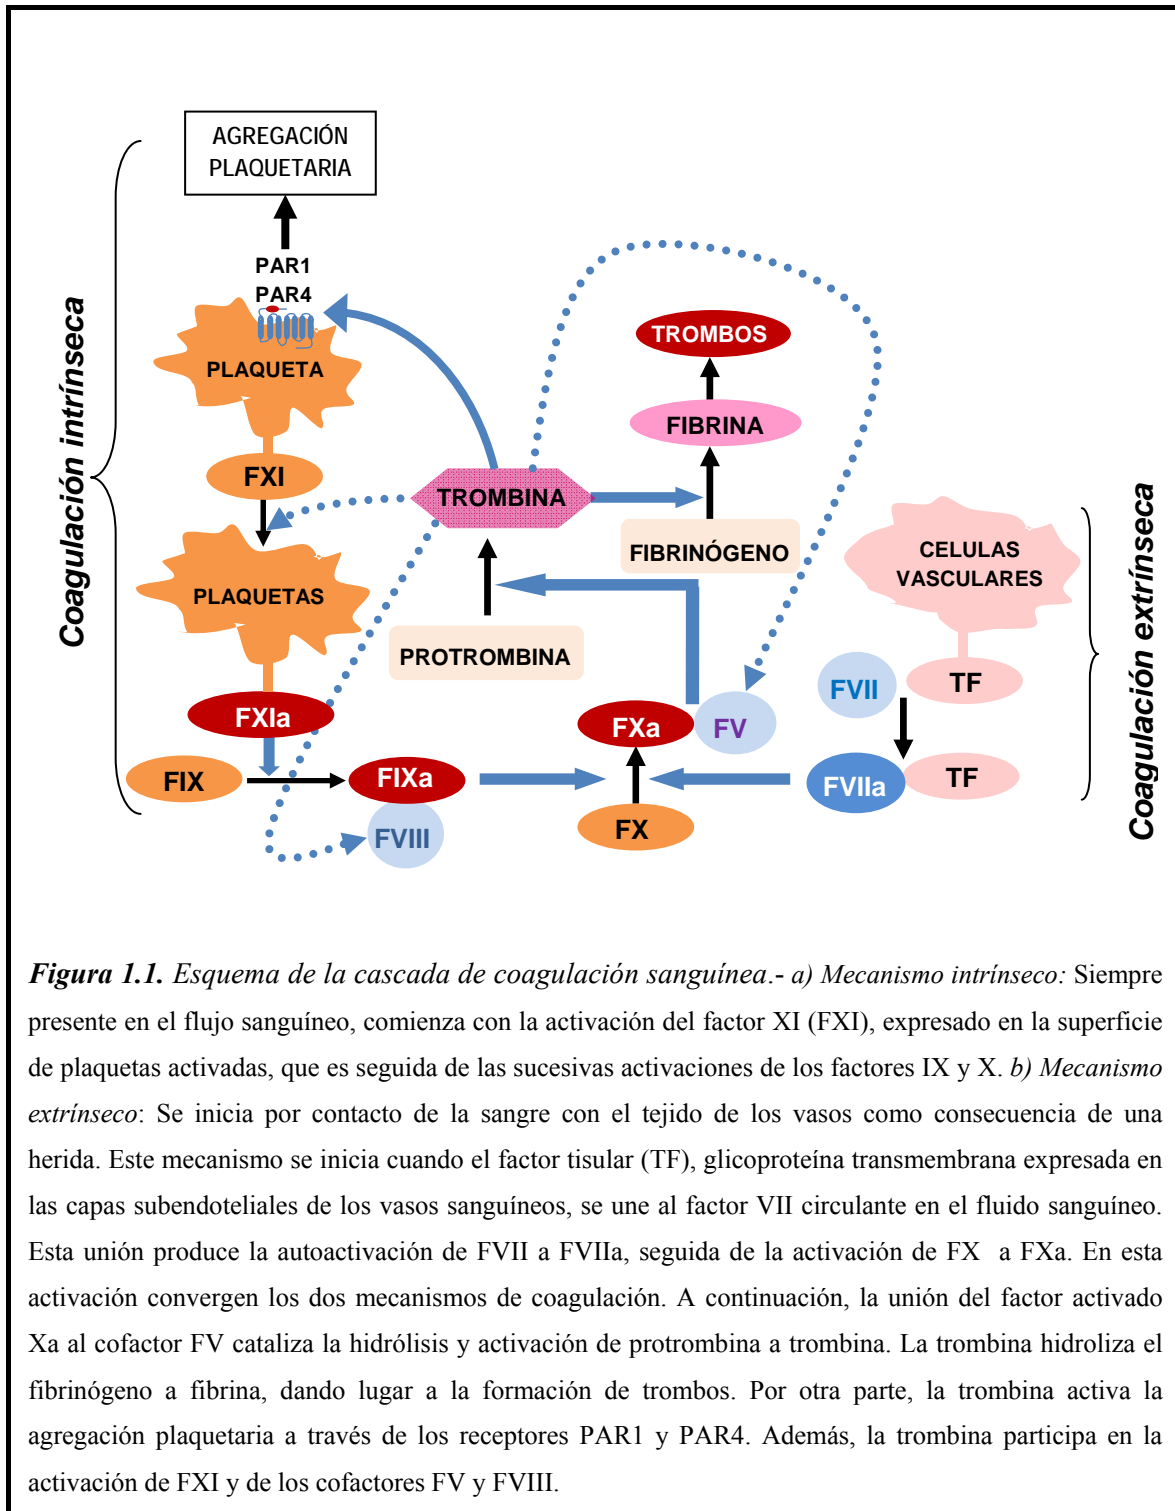 AGREGACIÓN
PLAQUETARIA
PAR1
PAR4
PLAQUETA
FXI
PLAQUETAS
FXIa
FIX
FIXa
FVIII
Coagulación intrínseca
TROMBOS
FIBRINA
TROMBINA
FIBRINÓGENO
PROTROMBINA
FXa
FV
FX
CELULAS
VASCULARES
FVII
TF
FVIIa
TF
Coagulación extrínseca
Figura 1.1. Esquema de la cascada de coagulación sanguínea.- a) Mecanismo intrínseco: Siempre
presente en el flujo sanguíneo, comienza con la activación del factor XI (FXI), expresado en la superficie
de plaquetas activadas, que es seguida de las sucesivas activaciones de los factores IX y X. b) Mecanismo
extrínseco: Se inicia por contacto de la sangre con el tejido de los vasos como consecuencia de una
herida. Este mecanismo se inicia cuando el factor tisular (TF), glicoproteína transmembrana expresada en
las capas subendoteliales de los vasos sanguíneos, se une al factor VII circulante en el fluido sanguíneo.
Esta unión produce la autoactivación de FVII a FVIIa, seguida de la activación de FX a FXa. En esta
activación convergen los dos mecanismos de coagulación. A continuación, la unión del factor activado
Xa al cofactor FV cataliza la hidrólisis y activación de protrombina a trombina. La trombina hidroliza el
fibrinógeno a fibrina, dando lugar a la formación de trombos. Por otra parte, la trombina activa la
agregación plaquetaria a través de los receptores PAR1 y PAR4. Además, la trombina participa en la
activación de FXI y de los cofactores FV y FVIII.